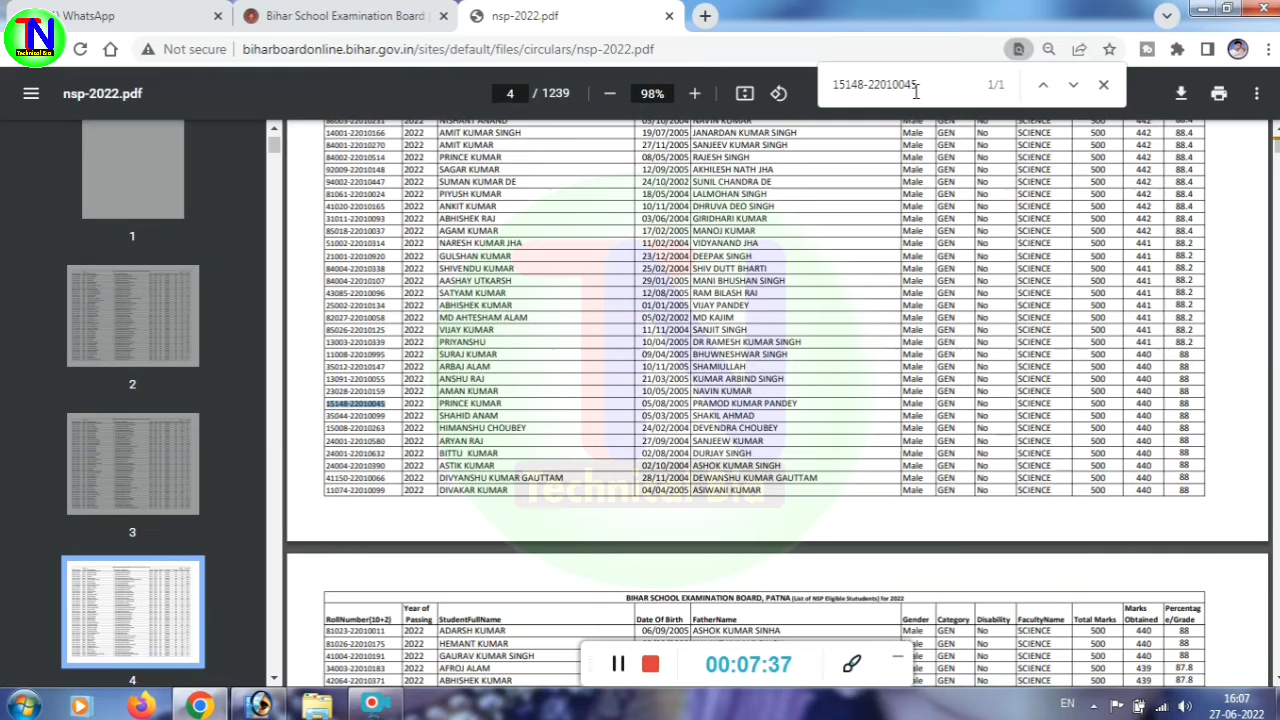 WhatsApp
Bihar School Examination Board
nsp-2022.pdf
TN
Technical Biu
Not secure
biharboardonline.bihar.gov.in/sites/default/files/circulars/nsp-2022.pdf
15148-22010045
1/1
nsp-2022.pdf
4 / 1239
98%
14001-22010166 2022 AMIT KUMAR SINGH 19/07/2005 JANARDAN KUMAR SINGH Male GEN No SCIENCE 500 442 88.4
84001-22010270 2022 AMIT KUMAR 27/11/2005 SANJEEV KUMAR SINGH Male GEN No SCIENCE 500 442 88.4
84002-22010514 2022 PRINCE KUMAR 08/05/2005 RAJESH SINGH Male GEN No SCIENCE 500 442 88.4
92009-22010148 2022 SAGAR KUMAR 12/09/2005 AKHILESH NATH JHA Male GEN No SCIENCE 500 442 88.4
94002-22010447 2022 SUMAN KUMAR DE 24/10/2002 SUNIL CHANDRA DE Male GEN No SCIENCE 500 442 88.4
81061-22010024 2022 PIYUSH KUMAR 18/05/2004 LALMOHAN SINGH Male GEN No SCIENCE 500 442 88.4
41020-22010165 2022 ANKIT KUMAR 10/11/2004 DHRUVA DEO SINGH Male GEN No SCIENCE 500 442 88.4
31011-22010093 2022 ABHISHEK RAJ 03/06/2004 GIRIDHARI KUMAR Male GEN No SCIENCE 500 442 88.4
85018-22010037 2022 AGAM KUMAR 17/02/2005 MANOJ KUMAR Male GEN No SCIENCE 500 442 88.4
51002-22010314 2022 NARESH KUMAR JHA 11/02/2004 VIDYANAND JHA Male GEN No SCIENCE 500 441 88.2
21001-22010920 2022 GULSHAN KUMAR 23/12/2004 DEEPAK SINGH Male GEN No SCIENCE 500 441 88.2
84004-22010338 2022 SHIVENDU KUMAR 25/02/2004 SHIV DUTT BHARTI Male GEN No SCIENCE 500 441 88.2
84004-22010107 2022 AASHAY UTKARSH 29/01/2005 MANI BHUSHAN SINGH Male GEN No SCIENCE 500 441 88.2
43085-22010096 2022 SATYAM KUMAR 12/08/2005 RAM BILASH RAI Male GEN No SCIENCE 500 441 88.2
25002-22010134 2022 ABHISHEK KUMAR 01/01/2005 VIJAY PANDEY Male GEN No SCIENCE 500 441 88.2
82027-22010058 2022 MD AHTESHAM ALAM 05/02/2002 MD KAJIM Male GEN No SCIENCE 500 441 88.2
85026-22010125 2022 VIJAY KUMAR 11/11/2004 SANJIT SINGH Male GEN No SCIENCE 500 441 88.2
13003-22010339 2022 PRIYANSHU 10/04/2005 DR RAMESH KUMAR SINGH Male GEN No SCIENCE 500 441 88.2
11008-22010995 2022 SURAJ KUMAR 09/04/2005 BHUWNESHWAR SINGH Male GEN No SCIENCE 500 440 88
35012-22010147 2022 ARBAJ ALAM 10/11/2005 SHAMIULLAH Male GEN No SCIENCE 500 440 88
13091-22010055 2022 ANSHU RAJ 21/03/2005 KUMAR ARBIND SINGH Male GEN No SCIENCE 500 440 88
23028-22010159 2022 AMAN KUMAR 10/05/2005 NAVIN KUMAR Male GEN No SCIENCE 500 440 88
15148-22010045 2022 PRINCE KUMAR 05/08/2005 PRAMOD KUMAR PANDEY Male GEN No SCIENCE 500 440 88
35044-22010099 2022 SHAHID ANAM 05/03/2005 SHAKIL AHMAD Male GEN No SCIENCE 500 440 88
15008-22010263 2022 HIMANSHU CHOUBEY 24/02/2004 DEVENDRA CHOUBEY Male GEN No SCIENCE 500 440 88
24001-22010580 2022 ARYAN RAJ 27/09/2004 SANJEEW KUMAR Male GEN No SCIENCE 500 440 88
24001-22010632 2022 BITTU KUMAR 02/08/2004 DURJAY SINGH Male GEN No SCIENCE 500 440 88
24004-22010390 2022 ASTIK KUMAR 02/10/2004 ASHOK KUMAR SINGH Male GEN No SCIENCE 500 440 88
41150-22010066 2022 DIVYANSHU KUMAR GAUTTAM 28/11/2004 DEWANSHU KUMAR GAUTTAM Male GEN No SCIENCE 500 440 88
11074-22010099 2022 DIVAKAR KUMAR 04/04/2005 ASIWANI KUMAR Male GEN No SCIENCE 500 440 88
Technical Biu
1
2
3
4
BIHAR SCHOOL EXAMINATION BOARD, PATNA (List of NSP Eligible Stutudents) for 2022
RollNumber(10+2) Year of Passing StudentFullName Date Of Birth FatherName Gender Category Disability FacultyName Total Marks Marks Obtained Percentag e/Grade
81023-22010011 2022 ADARSH KUMAR 06/09/2005 ASHOK KUMAR SINHA Male GEN No SCIENCE 500 440 88
81026-22010175 2022 HEMANT KUMAR 500 440 88
41004-22010191 2022 GAURAV KUMAR SINGH SCIENCE 500 440 88
34003-22010183 2022 AFROJ ALAM SCIENCE 500 439 87.8
42064-22010371 2022 ABHISHEK KUMAR SCIENCE 500 439 87.8
00:07:37
EN
16:07
27-06-2022